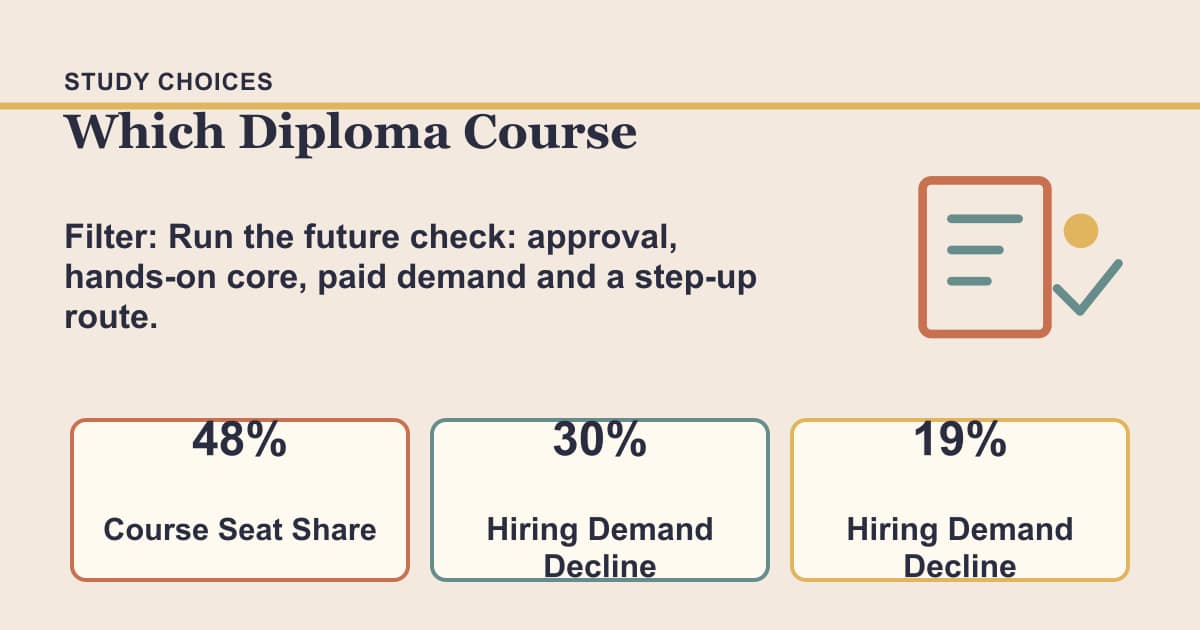 STUDY CHOICES
Which Diploma Course
Filter: Run the future check: approval,
hands-on core, paid demand and a step-up
route.
48%
Course Seat Share
30%
Hiring Demand
Decline
19%
Hiring Demand
Decline